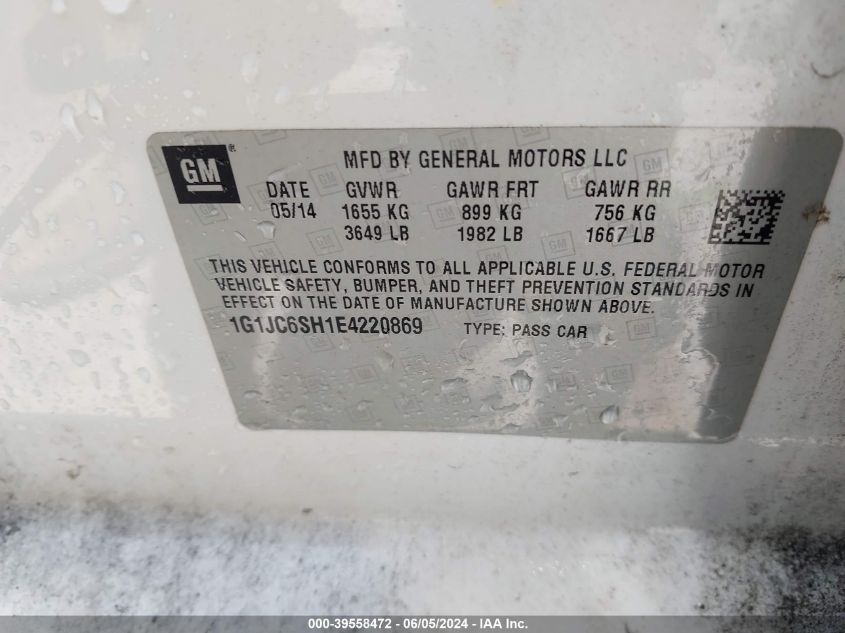 GM
MFD BY GENERAL MOTORS LLC
DATE GVWR GAWR FRT GAWR RR
05/14 1655 KG 899 KG 756 KG
3649 LB 1982 LB 1667 LB
THIS VEHICLE CONFORMS TO ALL APPLICABLE U.S. FEDERAL MOTOR
VEHICLE SAFETY, BUMPER, AND THEFT PREVENTION STANDARDS IN
EFFECT ON THE DATE OF MANUFACTURE SHOWN ABOVE.
1G1JC6SH1E4220869 TYPE: PASS CAR
000-39558472 - 06/05/2024 - IAA Inc.